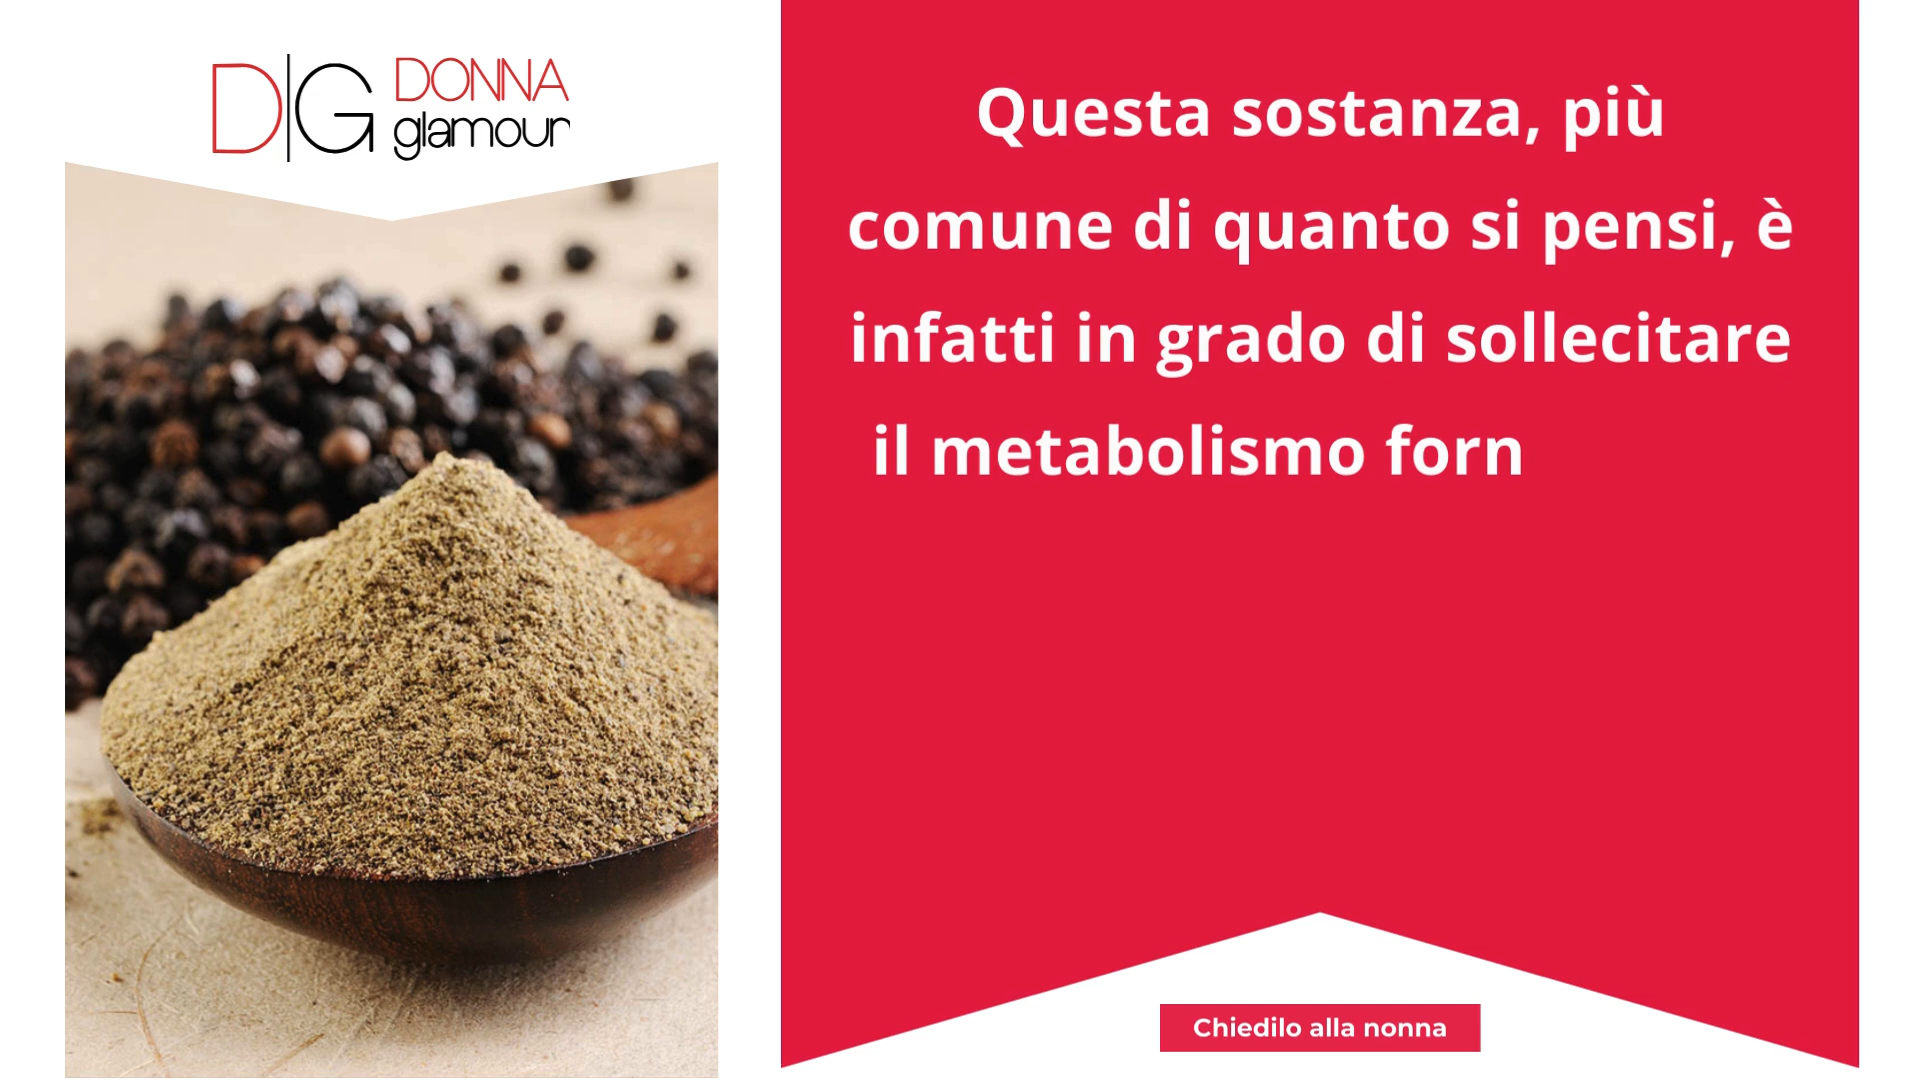 D|G DONNA
glamour
Questa sostanza, più
comune di quanto si pensi, è
infatti in grado di sollecitare
il metabolismo forn
Chiedilo alla nonna